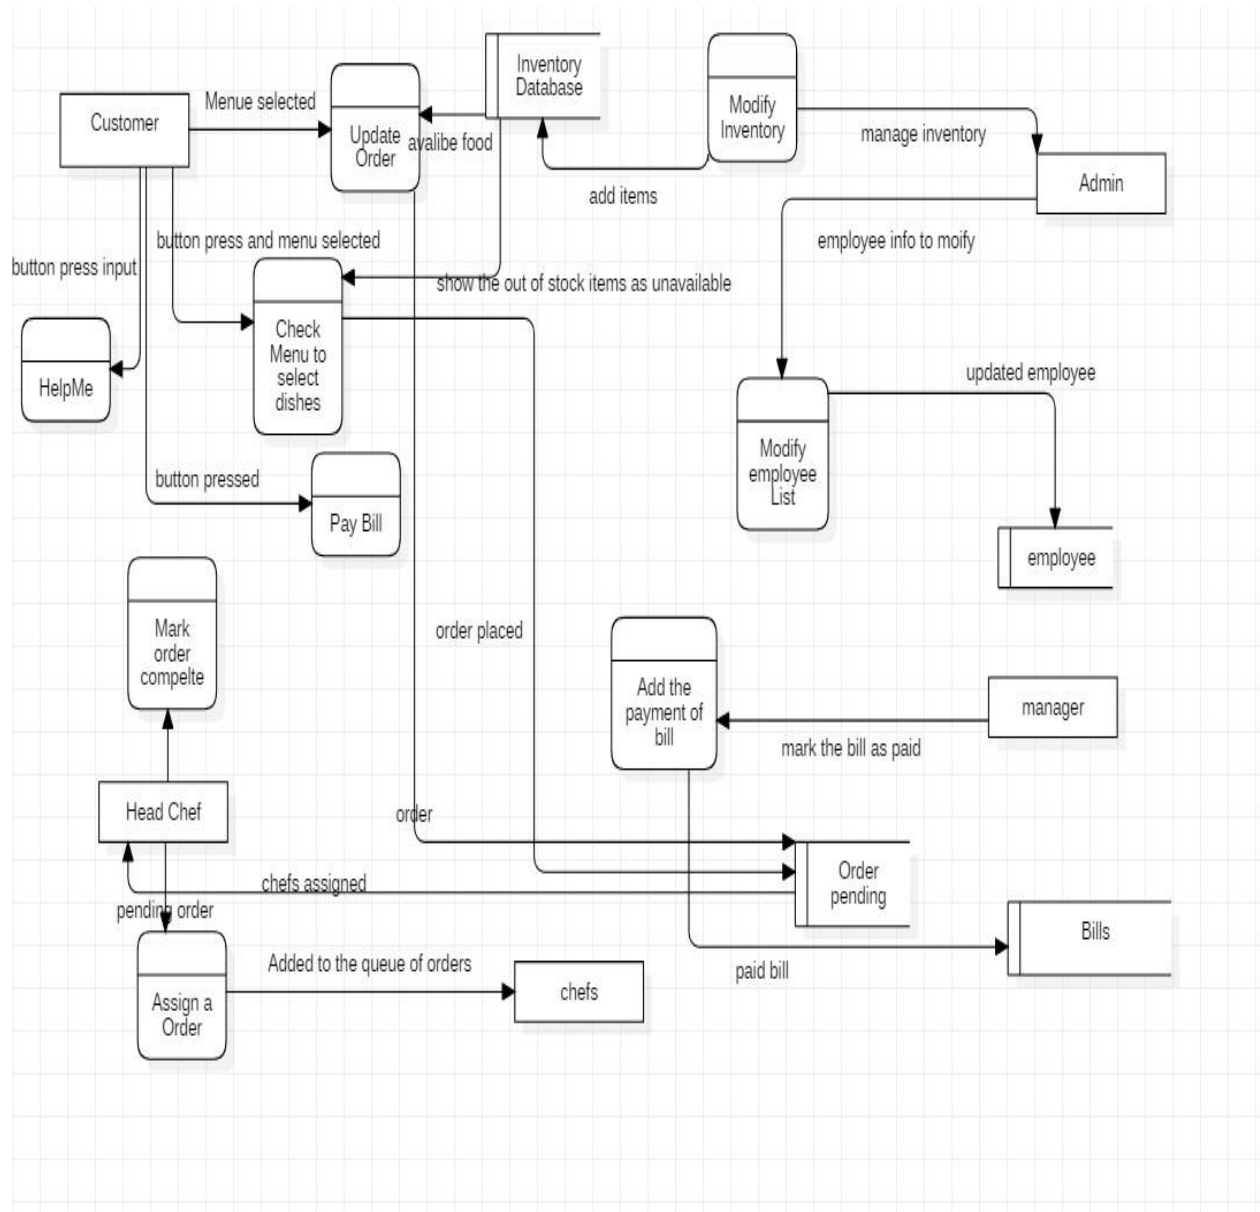 Inventory
Database
Customer
Menue selected
Update
Order
avalibe food
Modify
Inventory
manage inventory
Admin
add items
button press and menu selected
employee info to moify
button press input
show the out of stock items as unavailable
Check
Menu to
select
dishes
HelpMe
updated employee
Modify
employee
List
button pressed
Pay Bill
employee
Mark
order
compelte
order placed
Add the
payment of
bill
manager
mark the bill as paid
Head Chef
order
Order
pending
chefs assigned
pending order
Bills
Added to the queue of orders
paid bill
chefs
Assign a
Order